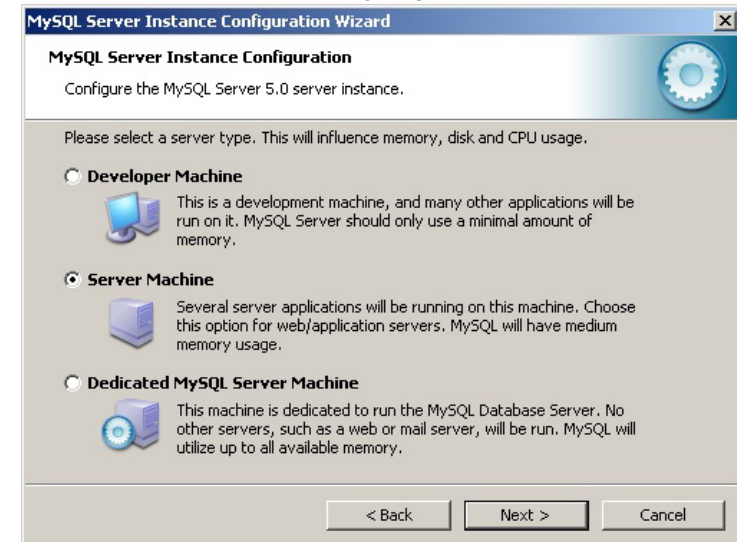 MySQL Server Instance Configuration Wizard
MySQL Server Instance Configuration
Configure the MySQL Server 5.0 server instance.
Please select a server type. This will influence memory, disk and CPU usage.
Developer Machine
This is a development machine, and many other applications will be
run on it. MySQL Server should only use a minimal amount of
memory.
Server Machine
Several server applications will be running on this machine. Choose
this option for web/application servers. MySQL will have medium
memory usage.
Dedicated MySQL Server Machine
This machine is dedicated to run the MySQL Database Server. No
other servers, such as a web or mail server, will be run. MySQL will
utilize up to all available memory.
< Back Next > Cancel